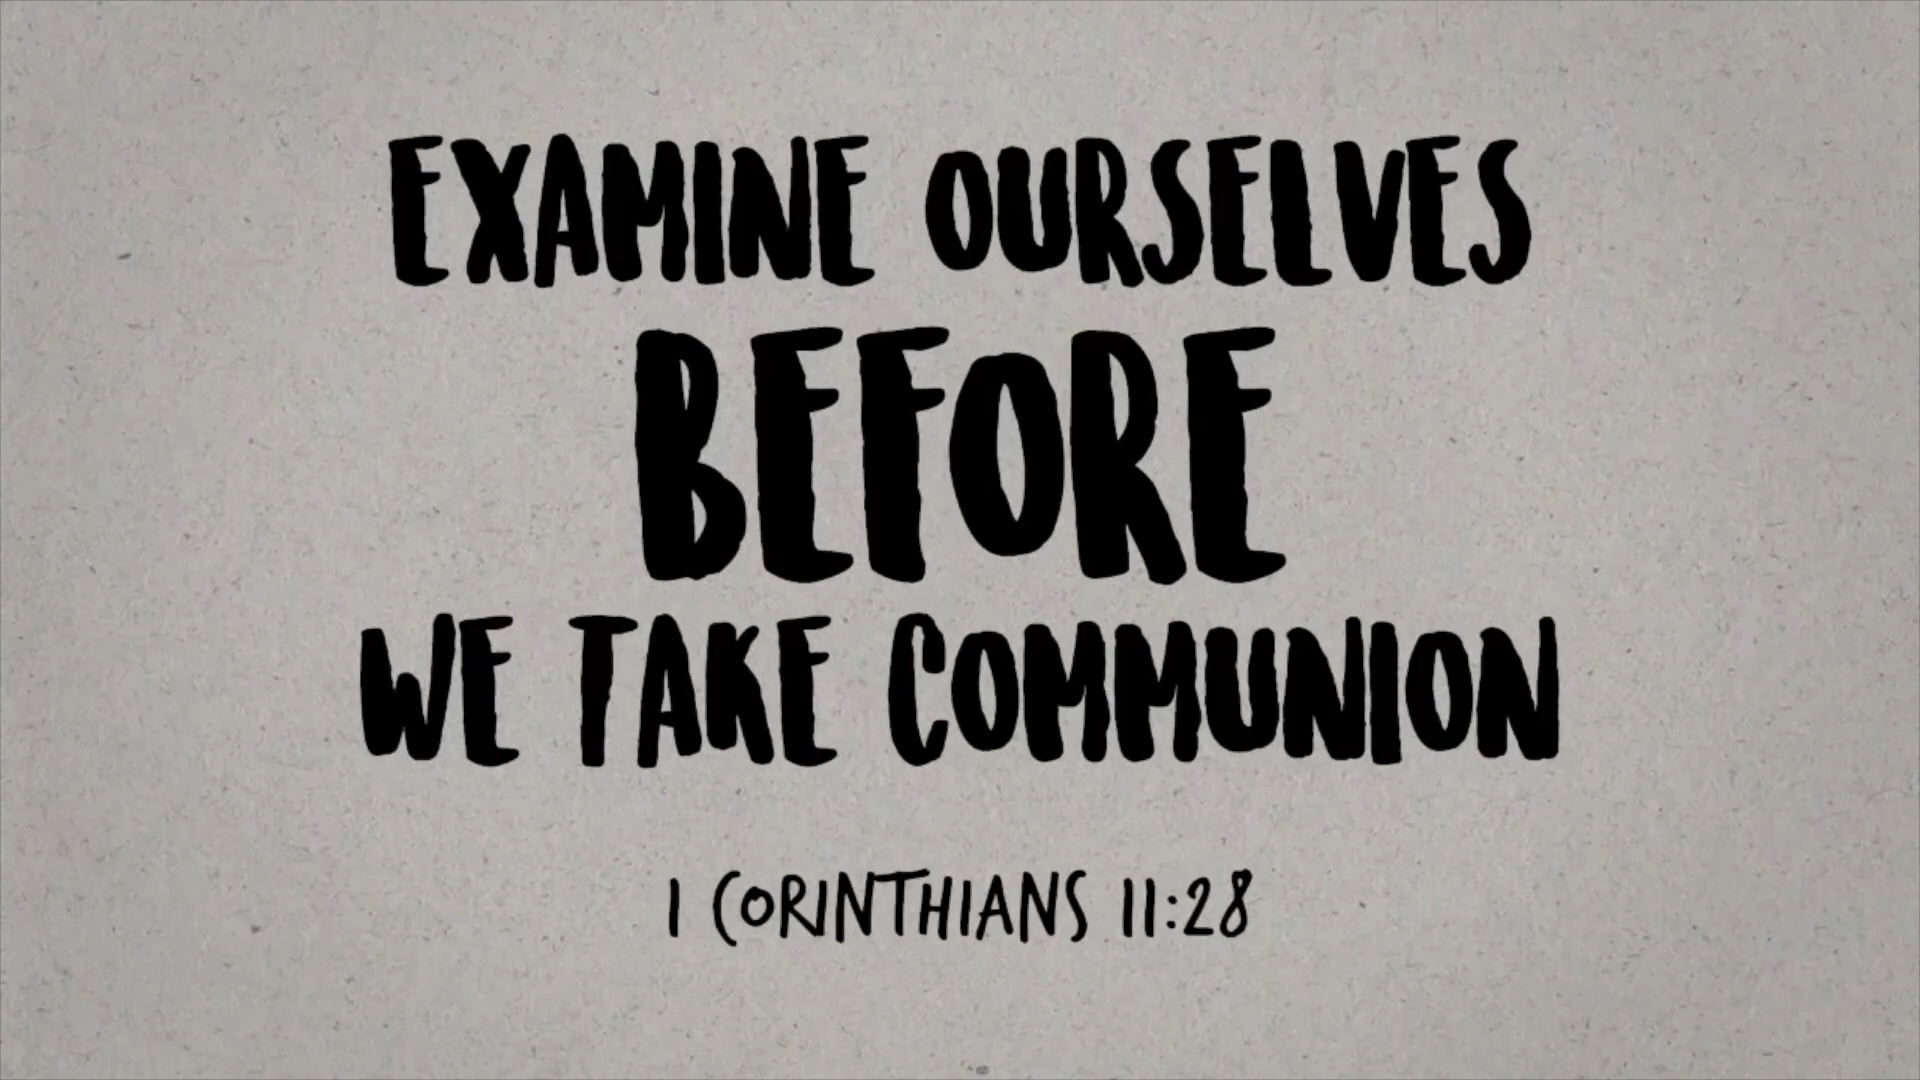 EXAMINE OURSELVES
BEFORE
WE TAKE COMMUNION
1 CORINTHIANS 11:28